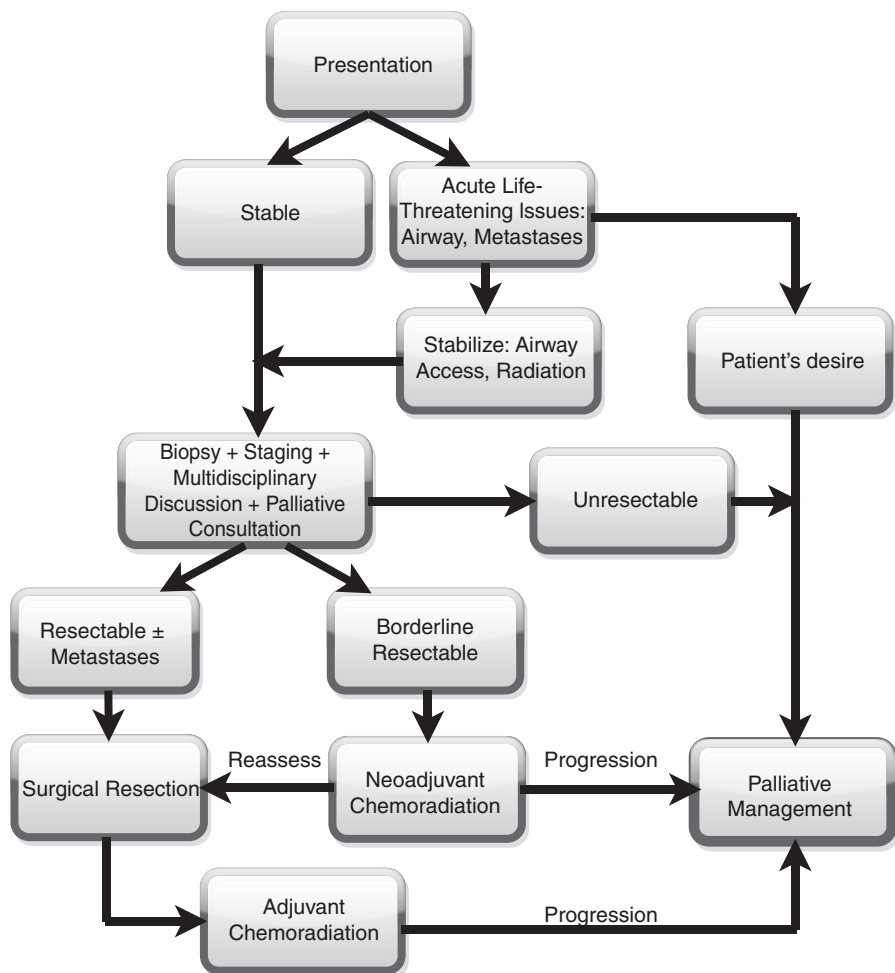 Presentation
Stable
Acute Life-
Threatening Issues:
Airway, Metastases
Stabilize: Airway
Access, Radiation
Patient's desire
Biopsy + Staging +
Multidisciplinary
Discussion + Palliative
Consultation
Unresectable
Resectable ±
Metastases
Borderline
Resectable
Surgical Resection
Reassess
Neoadjuvant
Chemoradiation
Progression
Palliative
Management
Adjuvant
Chemoradiation
Progression